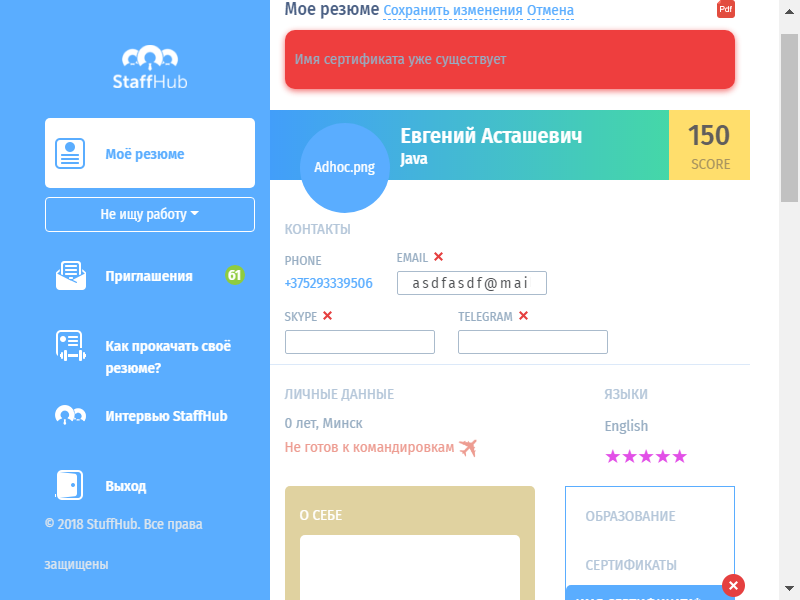 StaffHub
Моё резюме
Не ищу работу
Приглашения 61
Как прокачать своё
резюме?
Интервью StaffHub
Выход
© 2018 StuffHub. Все права
защищены
Мое резюме Сохранить изменения Отмена
Pdf
Имя сертификата уже существует
Adhoc.png
Евгений Асташевич
Java
150
SCORE
КОНТАКТЫ
PHONE
+375293339506
EMAIL
asdfasdf@mai
SKYPE
TELEGRAM
ЛИЧНЫЕ ДАННЫЕ
0 лет, Минск
Не готов к командировкам
ЯЗЫКИ
English
О СЕБЕ
ОБРАЗОВАНИЕ
СЕРТИФИКАТЫ